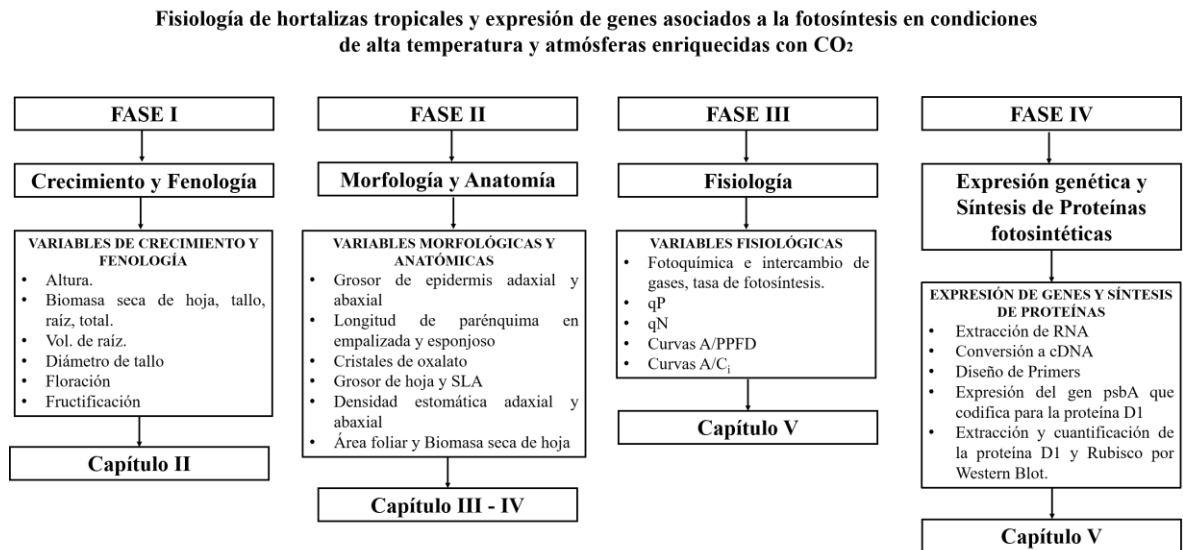 Fisiología de hortalizas tropicales y expresión de genes asociados a la fotosíntesis en condiciones
de alta temperatura y atmósferas enriquecidas con CO₂
FASE I
Crecimiento y Fenología
VARIABLES DE CRECIMIENTO Y
FENOLOGÍA
• Altura.
• Biomasa seca de hoja, tallo,
raíz, total.
• Vol. de raíz.
• Diámetro de tallo
• Floración
• Fructificación
Capítulo II
FASE II
Morfología y Anatomía
VARIABLES MORFOLÓGICAS Y
ANATÓMICAS
• Grosor de epidermis adaxial y
abaxial
• Longitud de parénquima en
empalizada y esponjoso
• Cristales de oxalato
• Grosor de hoja y SLA
• Densidad estomática adaxial y
abaxial
• Área foliar y Biomasa seca de hoja
Capítulo III - IV
FASE III
Fisiología
VARIABLES FISIOLÓGICAS
• Fotoquímica e intercambio de
gases, tasa de fotosíntesis.
• qP
• qN
• Curvas A/PPFD
• Curvas A/Cᵢ
Capítulo V
FASE IV
Expresión genética y
Síntesis de Proteínas
fotosintéticas
EXPRESIÓN DE GENES Y SÍNTESIS
DE PROTEÍNAS
• Extracción de RNA
• Conversión a cDNA
• Diseño de Primers
• Expresión del gen psbA que
codifica para la proteína D1
• Extracción y cuantificación de
la proteína D1 y Rubisco por
Western Blot.
Capítulo V